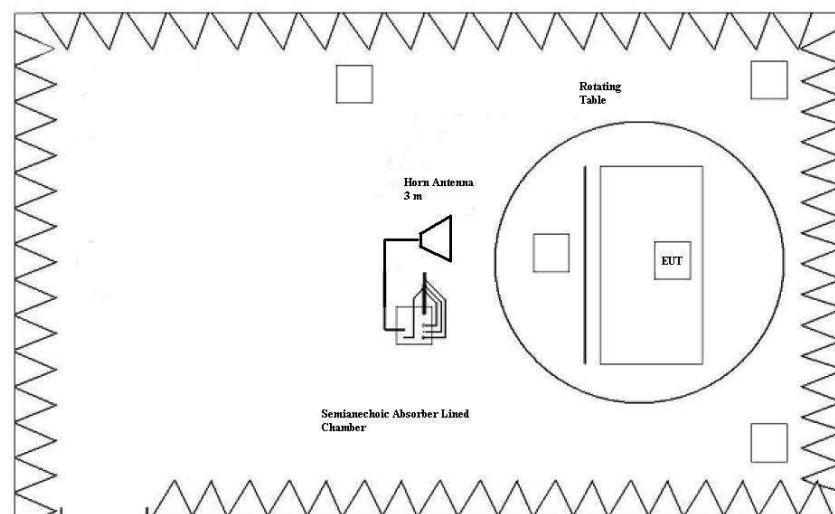 Rotating
Table
Horn Antenna
3 m
EUT
Semianechoic Absorber Lined
Chamber